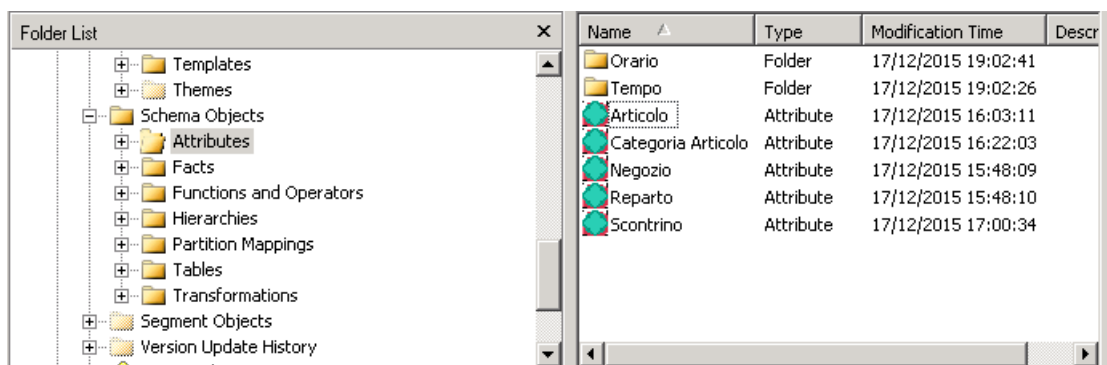 Folder List
Templates
Themes
Schema Objects
Attributes
Facts
Functions and Operators
Hierarchies
Partition Mappings
Tables
Transformations
Segment Objects
Version Update History
Name Type Modification Time Descr
Orario Folder 17/12/2015 19:02:41
Tempo Folder 17/12/2015 19:02:26
Articolo Attribute 17/12/2015 16:03:11
Categoria Articolo Attribute 17/12/2015 16:22:03
Negozio Attribute 17/12/2015 15:48:09
Reparto Attribute 17/12/2015 15:48:10
Scontrino Attribute 17/12/2015 17:00:34